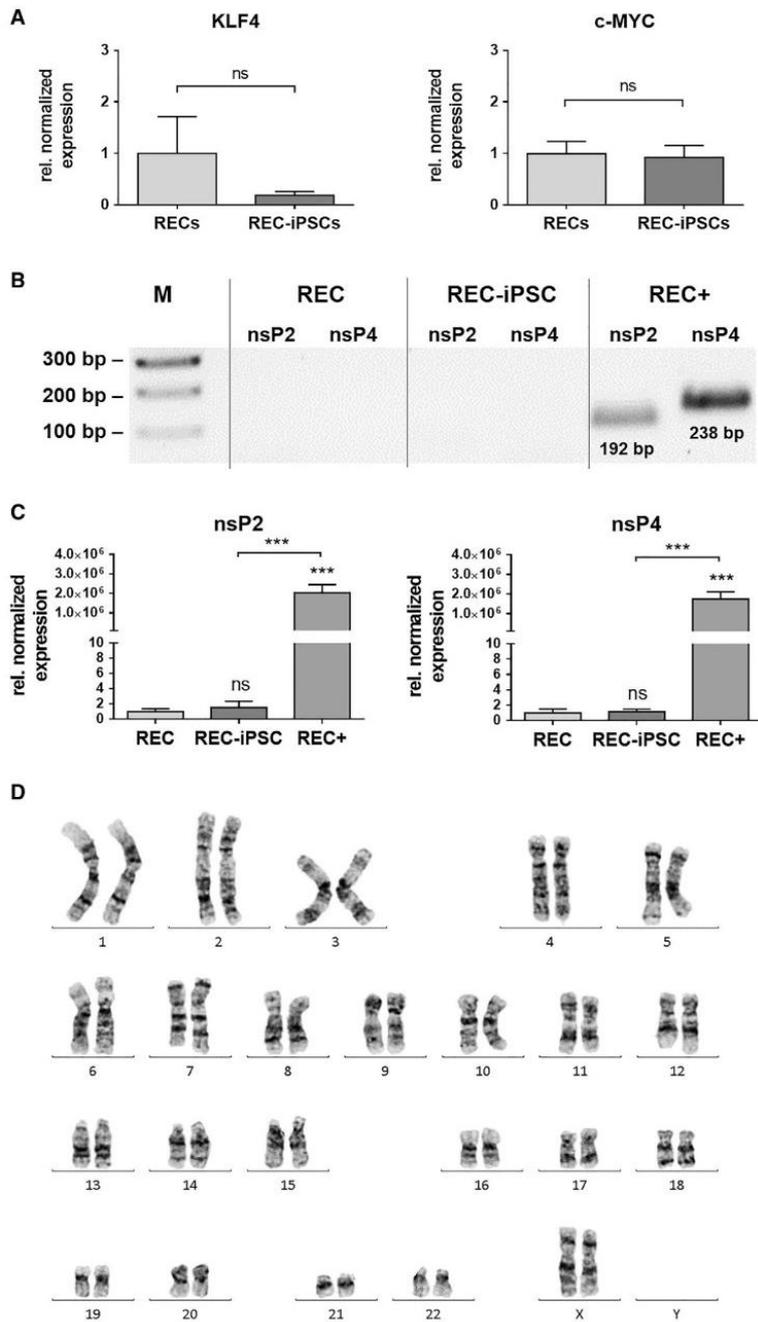 A
KLF4
c-MYC
rel. normalized expression
3
2
1
0
ns
RECs
REC-iPSCs
rel. normalized expression
3
2
1
0
ns
RECs
REC-iPSCs
B
M
REC
REC-iPSC
REC+
nsP2 nsP4
nsP2 nsP4
nsP2 nsP4
300 bp –
200 bp –
100 bp –
192 bp
238 bp
C
nsP2
rel. normalized expression
4.0×10⁶
3.0×10⁶
2.0×10⁶
1.0×10⁶
10
8
6
4
2
0
***
***
ns
REC
REC-iPSC
REC+
nsP4
rel. normalized expression
4.0×10⁶
3.0×10⁶
2.0×10⁶
1.0×10⁶
10
8
6
4
2
0
***
***
ns
REC
REC-iPSC
REC+
D
1 2 3 4 5
6 7 8 9 10 11 12
13 14 15 16 17 18
19 20 21 22 X Y